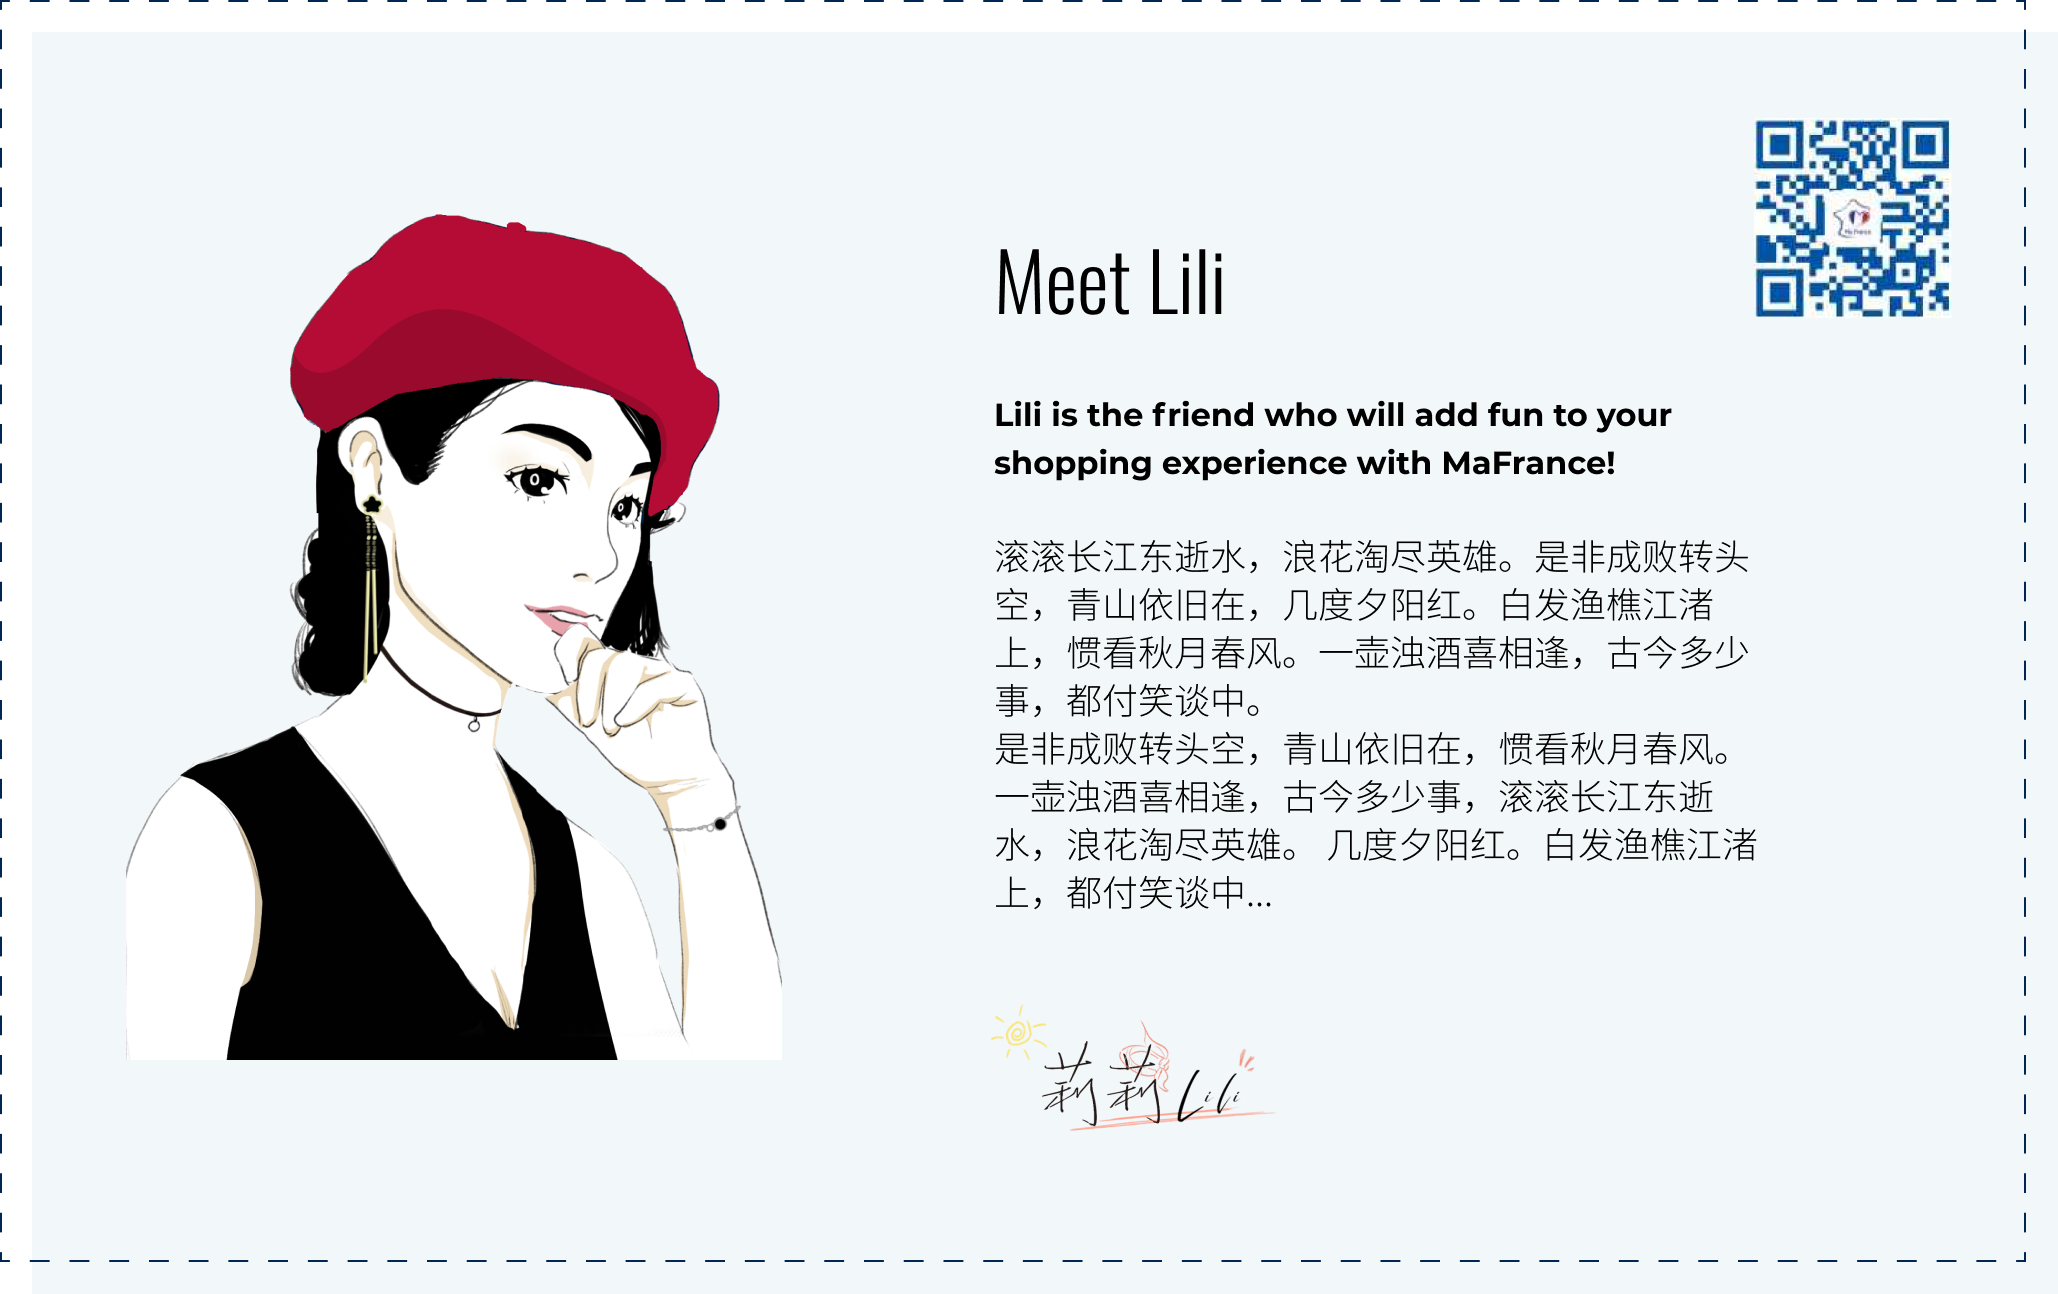 Meet Lili
Lili is the friend who will add fun to your
shopping experience with MaFrance!
滚滚长江东逝水，浪花淘尽英雄。是非成败转头
空，青山依旧在，几度夕阳红。白发渔樵江渚
上，惯看秋月春风。一壶浊酒喜相逢，古今多少
事，都付笑谈中。
是非成败转头空，青山依旧在，惯看秋月春风。
一壶浊酒喜相逢，古今多少事，滚滚长江东逝
水，浪花淘尽英雄。 几度夕阳红。白发渔樵江渚
上，都付笑谈中...
莉莉 Lili
Ma France